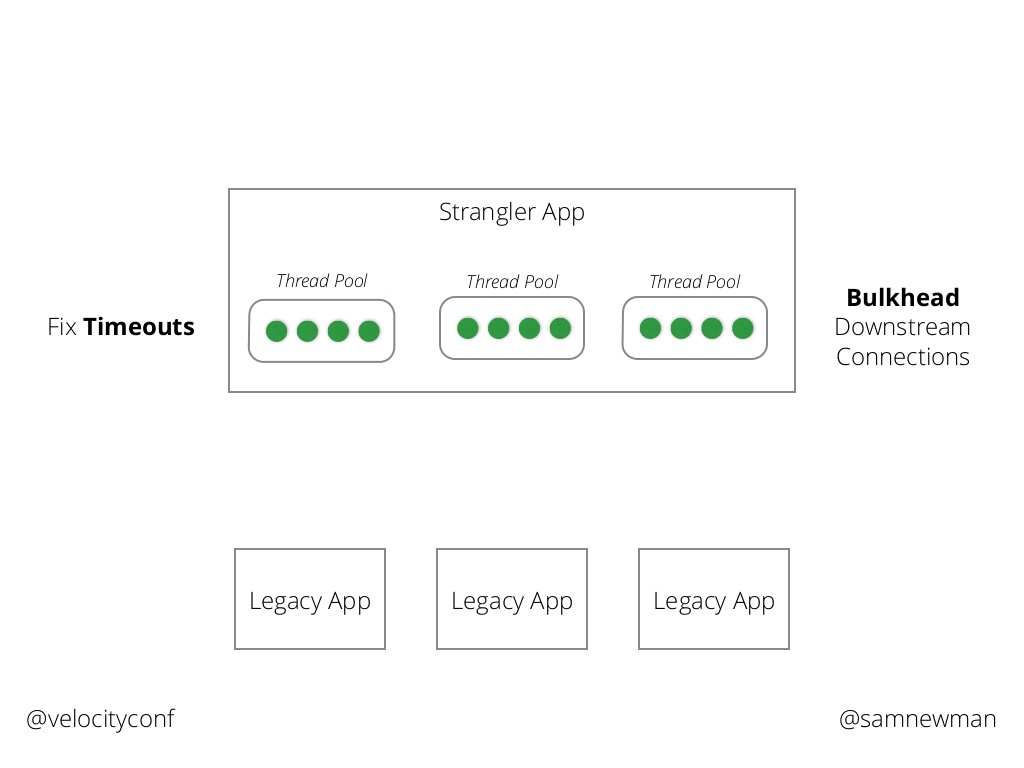 Strangler App
Thread Pool
Thread Pool
Thread Pool
Fix Timeouts
Bulkhead
Downstream
Connections
Legacy App
Legacy App
Legacy App
@velocityconf
@samnewman